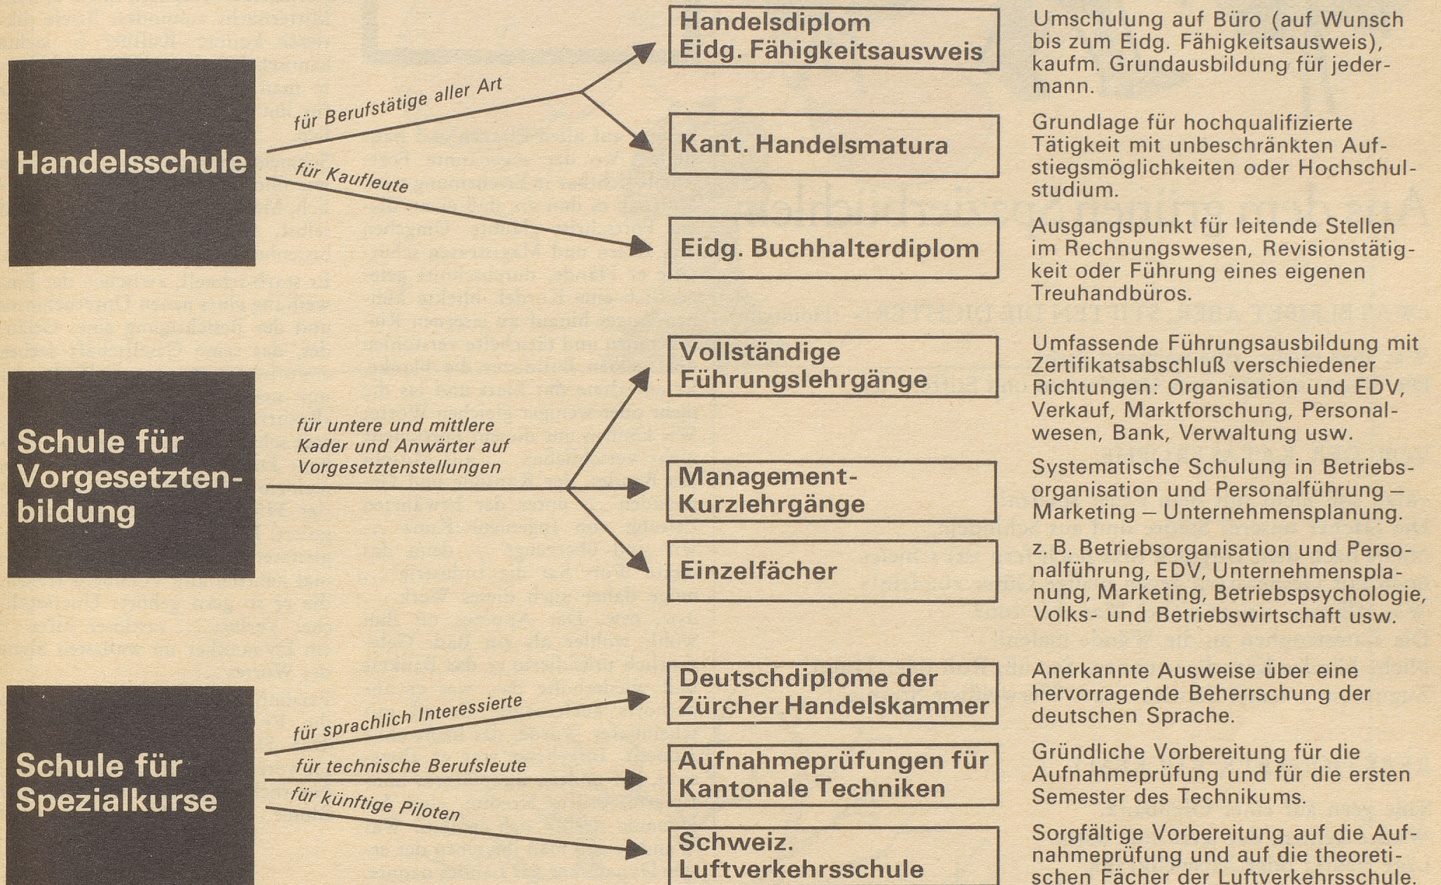 Handelsschule
für Berufstätige aller Art
für Kaufleute
Handelsdiplom
Eidg. Fähigkeitsausweis
Umschulung auf Büro (auf Wunsch
bis zum Eidg. Fähigkeitsausweis),
kaufm. Grundausbildung für jeder-
mann.
Kant. Handelsmatura
Grundlage für hochqualifizierte
Tätigkeit mit unbeschränkten Auf-
stiegsmöglichkeiten oder Hochschul-
studium.
Eidg. Buchhalterdiplom
Ausgangspunkt für leitende Stellen
im Rechnungswesen, Revisionstätig-
keit oder Führung eines eigenen
Treuhandbüros.
Schule für
Vorgesetzten-
bildung
für untere und mittlere
Kader und Anwärter auf
Vorgesetztenstellungen
Vollständige
Führungslehrgänge
Umfassende Führungsausbildung mit
Zertifikatsabschluß verschiedener
Richtungen: Organisation und EDV,
Verkauf, Marktforschung, Personal-
wesen, Bank, Verwaltung usw.
Management-
Kurzlehrgänge
Systematische Schulung in Betriebs-
organisation und Personalführung –
Marketing – Unternehmensplanung.
Einzelfächer
z. B. Betriebsorganisation und Perso-
nalführung, EDV, Unternehmenspla-
nung, Marketing, Betriebspsychologie,
Volks- und Betriebswirtschaft usw.
Schule für
Spezialkurse
für sprachlich Interessierte
für technische Berufsleute
für künftige Piloten
Deutschdiplome der
Zürcher Handelskammer
Anerkannte Ausweise über eine
hervorragende Beherrschung der
deutschen Sprache.
Aufnahmeprüfungen für
Kantonale Techniken
Gründliche Vorbereitung für die
Aufnahmeprüfung und für die ersten
Semester des Technikums.
Schweiz.
Luftverkehrsschule
Sorgfältige Vorbereitung auf die Auf-
nahmeprüfung und auf die theoreti-
schen Fächer der Luftverkehrsschule.